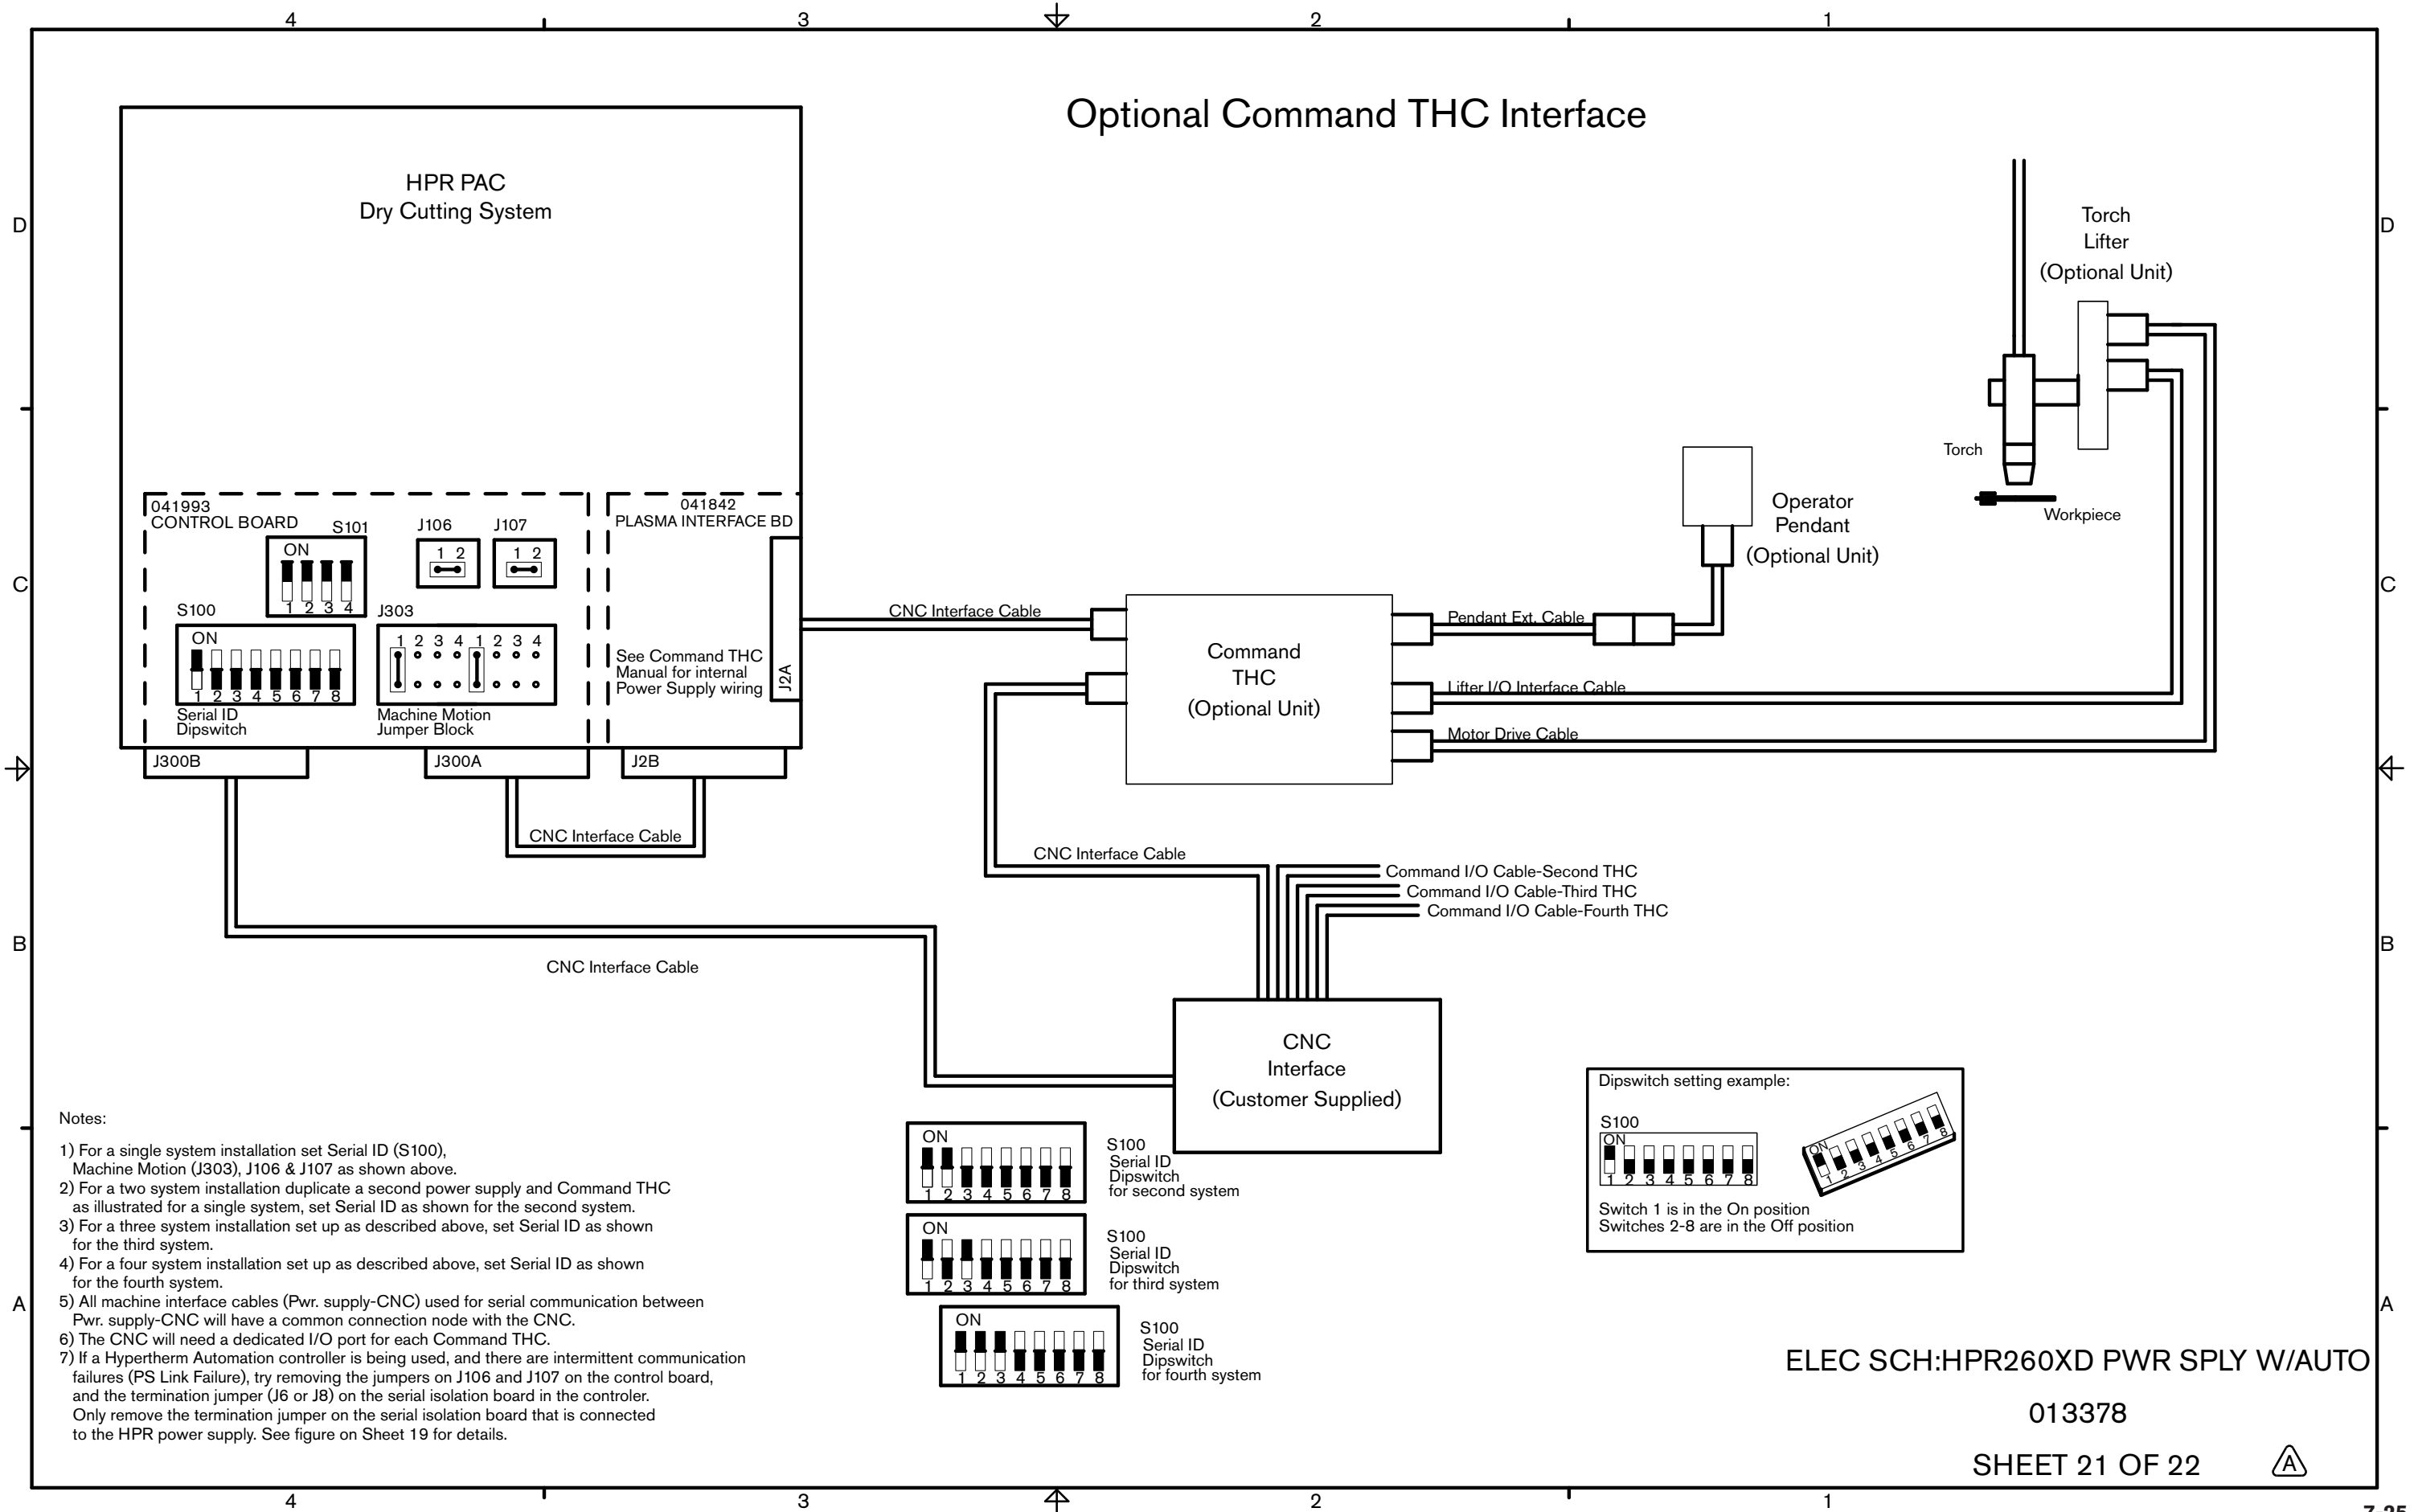 4
3
2
1
Optional Command THC Interface
HPR PAC
Dry Cutting System
D
D
Torch
Lifter
(Optional Unit)
Torch
Workpiece
Operator
Pendant
(Optional Unit)
041993
CONTROL BOARD
S101
ON
1 2 3 4
J106
1 2
J107
1 2
041842
PLASMA INTERFACE BD
C
C
S100
ON
1 2 3 4 5 6 7 8
Serial ID
Dipswitch
J303
1 2 3 4 1 2 3 4
Machine Motion
Jumper Block
See Command THC
Manual for internal
Power Supply wiring
J2A
CNC Interface Cable
Command
THC
(Optional Unit)
Pendant Ext. Cable
Lifter I/O Interface Cable
Motor Drive Cable
J300B
J300A
J2B
CNC Interface Cable
CNC Interface Cable
Command I/O Cable-Second THC
Command I/O Cable-Third THC
Command I/O Cable-Fourth THC
B
B
CNC Interface Cable
CNC
Interface
(Customer Supplied)
Dipswitch setting example:
S100
ON
1 2 3 4 5 6 7 8
ON
1 2 3 4 5 6 7 8
Switch 1 is in the On position
Switches 2-8 are in the Off position
Notes:
1) For a single system installation set Serial ID (S100),
Machine Motion (J303), J106 & J107 as shown above.
2) For a two system installation duplicate a second power supply and Command THC
as illustrated for a single system, set Serial ID as shown for the second system.
3) For a three system installation set up as described above, set Serial ID as shown
for the third system.
4) For a four system installation set up as described above, set Serial ID as shown
for the fourth system.
5) All machine interface cables (Pwr. supply-CNC) used for serial communication between
Pwr. supply-CNC will have a common connection node with the CNC.
6) The CNC will need a dedicated I/O port for each Command THC.
7) If a Hypertherm Automation controller is being used, and there are intermittent communication
failures (PS Link Failure), try removing the jumpers on J106 and J107 on the control board,
and the termination jumper (J6 or J8) on the serial isolation board in the controler.
Only remove the termination jumper on the serial isolation board that is connected
to the HPR power supply. See figure on Sheet 19 for details.
ON
1 2 3 4 5 6 7 8
S100
Serial ID
Dipswitch
for second system
ON
1 2 3 4 5 6 7 8
S100
Serial ID
Dipswitch
for third system
ON
1 2 3 4 5 6 7 8
S100
Serial ID
Dipswitch
for fourth system
A
A
ELEC SCH:HPR260XD PWR SPLY W/AUTO
013378
SHEET 21 OF 22
A
4
3
2
1
7-25